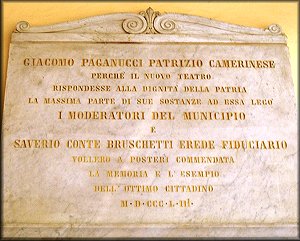 GIACOMO PAGANUCCI PATRIZIO CAMERINESE
PERCHÈ IL NUOVO TEATRO
RISPONDESSE ALLA DIGNITÀ DELLA PATRIA
LA MASSIMA PARTE DI SUE SOSTANZE AD ESSA LEGO
I MODERATORI DEL MUNICIPIO
E
SAVERIO CONTE BRUSCHETTI EREDE FIDUCIARIO
VOLLERO A POSTERI COMMENDATA
LA MEMORIA E L'ESEMPIO
DELL'OTTIMO CITTADINO
M·D·CCC·L·III·